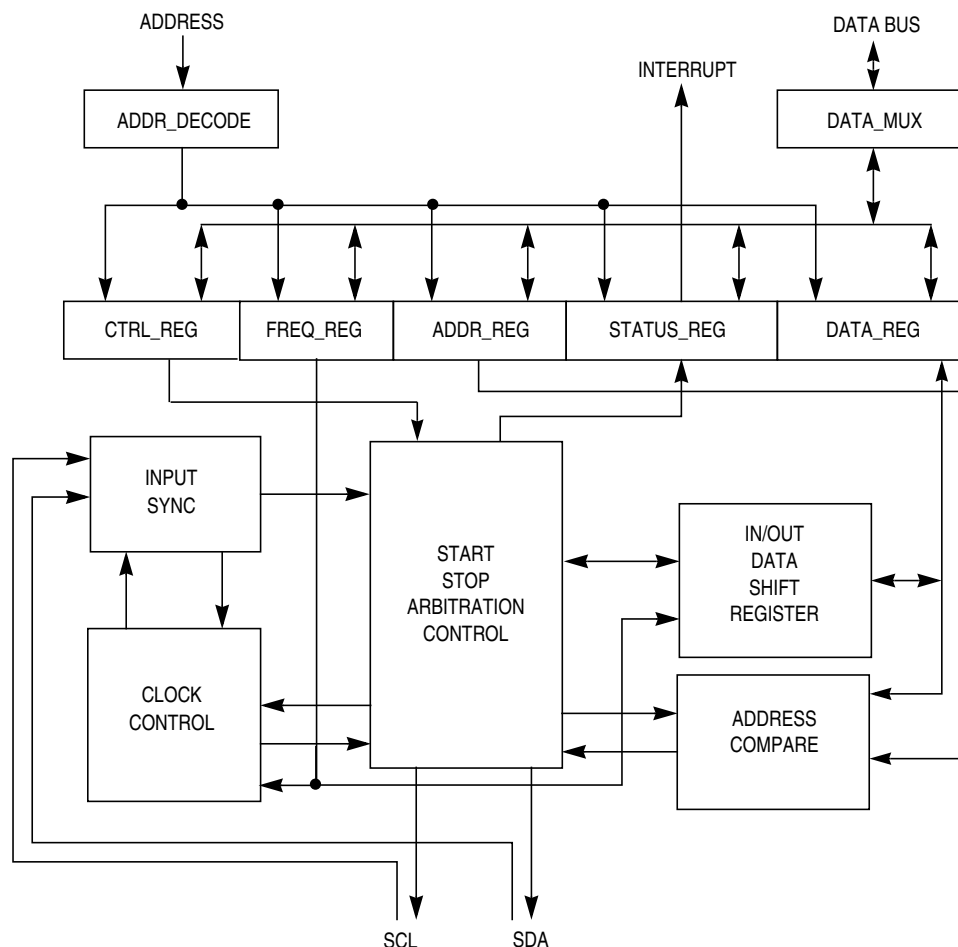 ADDRESS
DATA BUS
INTERRUPT
ADDR_DECODE
DATA_MUX
CTRL_REG
FREQ_REG
ADDR_REG
STATUS_REG
DATA_REG
INPUT
SYNC
START
STOP
ARBITRATION
CONTROL
IN/OUT
DATA
SHIFT
REGISTER
CLOCK
CONTROL
ADDRESS
COMPARE
SCL
SDA